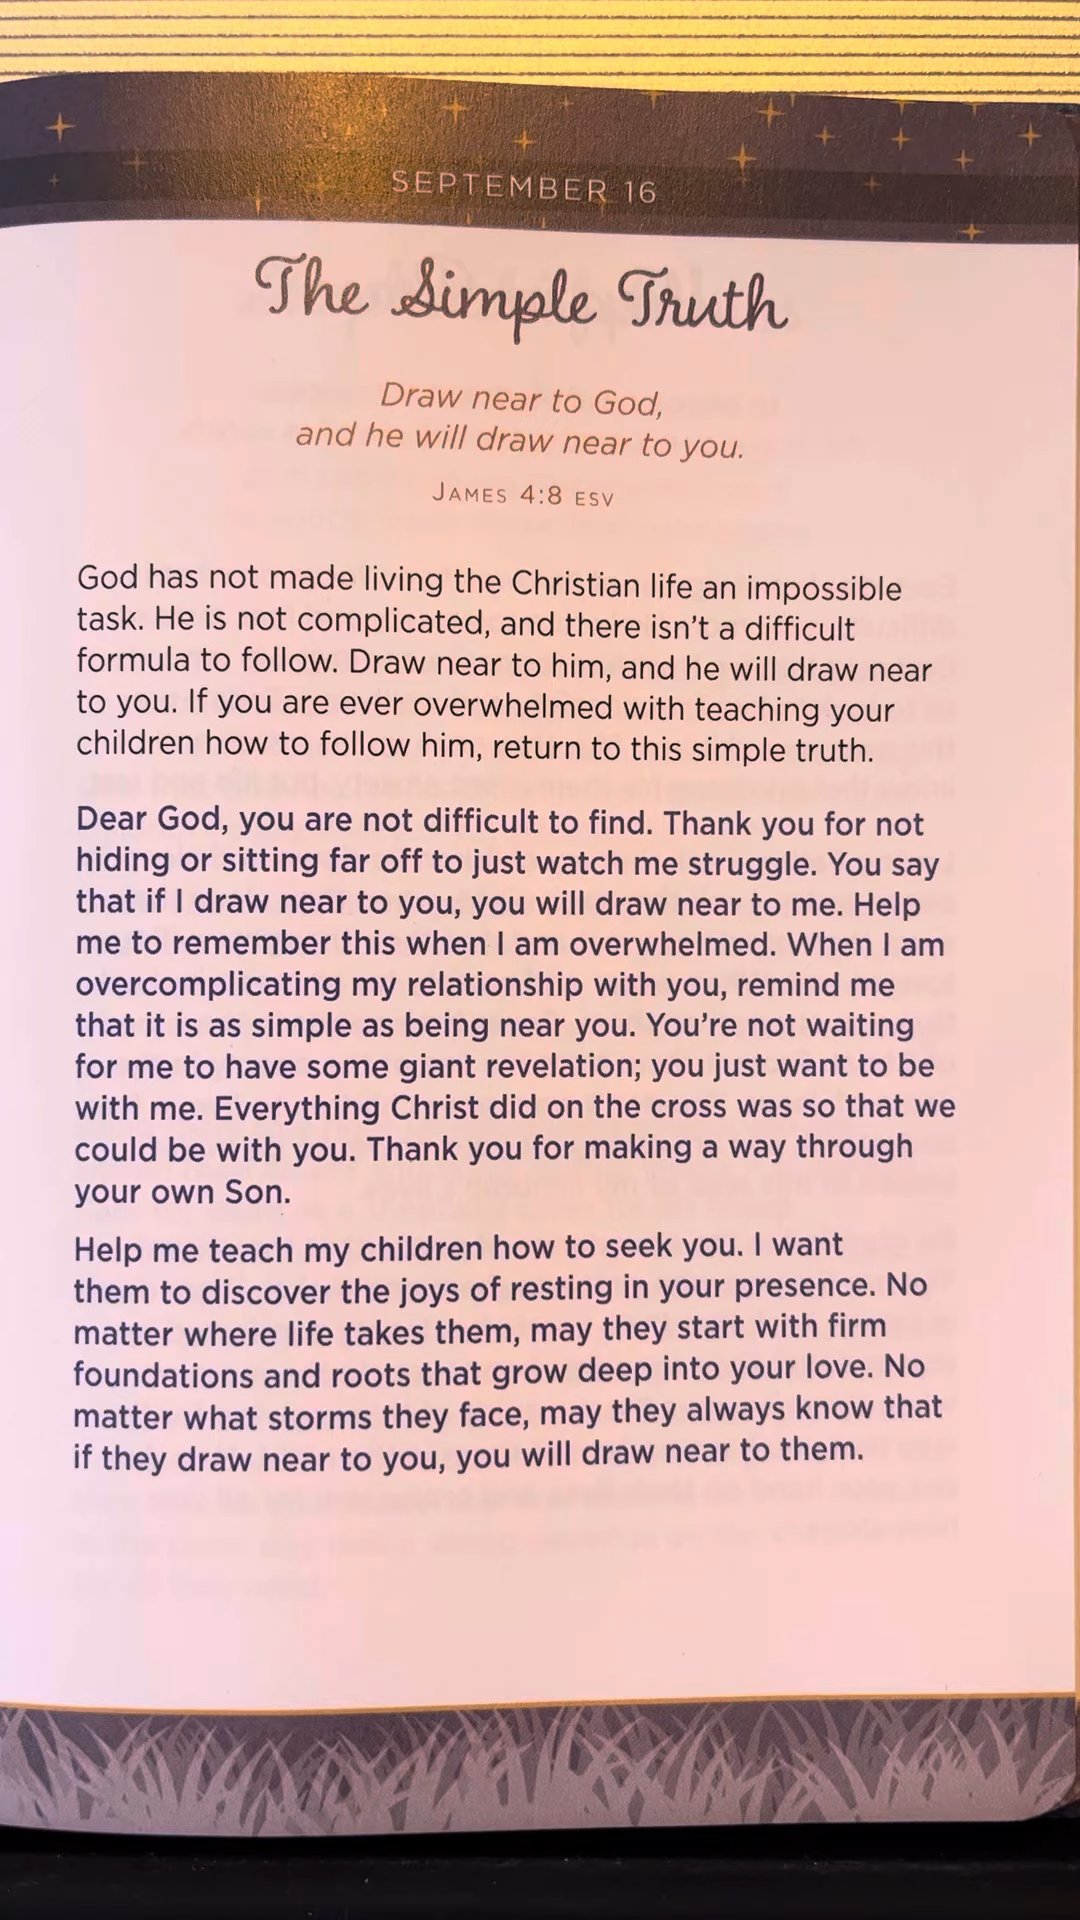 SEPTEMBER 16
The Simple Truth
Draw near to God,
and he will draw near to you.
JAMES 4:8 ESV
God has not made living the Christian life an impossible
task. He is not complicated, and there isn't a difficult
formula to follow. Draw near to him, and he will draw near
to you. If you are ever overwhelmed with teaching your
children how to follow him, return to this simple truth.
Dear God, you are not difficult to find. Thank you for not
hiding or sitting far off to just watch me struggle. You say
that if I draw near to you, you will draw near to me. Help
me to remember this when I am overwhelmed. When I am
overcomplicating my relationship with you, remind me
that it is as simple as being near you. You're not waiting
for me to have some giant revelation; you just want to be
with me. Everything Christ did on the cross was so that we
could be with you. Thank you for making a way through
your own Son.
Help me teach my children how to seek you. I want
them to discover the joys of resting in your presence. No
matter where life takes them, may they start with firm
foundations and roots that grow deep into your love. No
matter what storms they face, may they always know that
if they draw near to you, you will draw near to them.